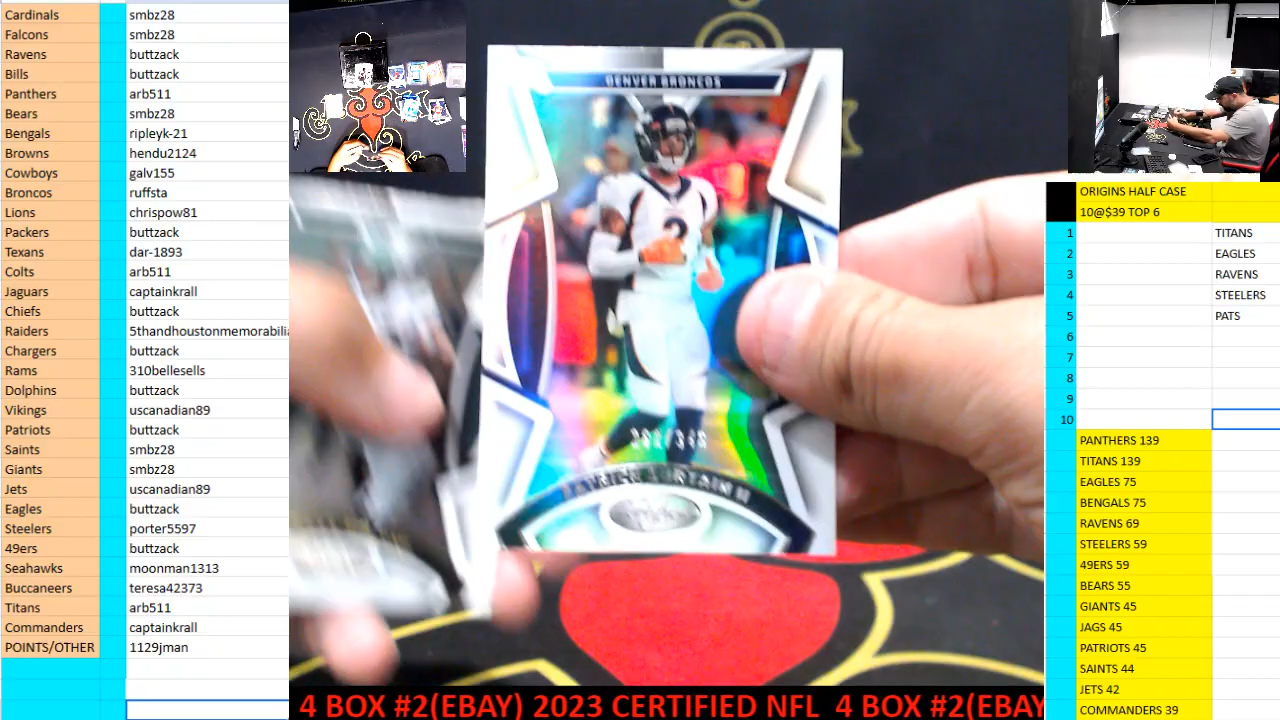 Cardinals smbz28
Falcons smbz28
Ravens buttzack
Bills buttzack
Panthers arb511
Bears smbz28
Bengals ripleyk-21
Browns hendu2124
Cowboys galv155
Broncos ruffsta
Lions chrispow81
Packers buttzack
Texans dar-1893
Colts arb511
Jaguars captainkrall
Chiefs buttzack
Raiders 5thandhoustonmemorabili
Chargers buttzack
Rams 310bellesells
Dolphins buttzack
Vikings uscanadian89
Patriots buttzack
Saints smbz28
Giants smbz28
Jets uscanadian89
Eagles buttzack
Steelers porter5597
49ers buttzack
Seahawks moonman1313
Buccaneers teresa42373
Titans arb511
Commanders captainkrall
POINTS/OTHER 1129jman
DENVER BRONCOS
2
ORIGINS HALF CASE
10@$39 TOP 6
1 TITANS
2 EAGLES
3 RAVENS
4 STEELERS
5 PATS
6
7
8
9
10
PANTHERS 139
TITANS 139
EAGLES 75
BENGALS 75
RAVENS 69
STEELERS 59
49ERS 59
BEARS 55
GIANTS 45
JAGS 45
PATRIOTS 45
SAINTS 44
JETS 42
COMMANDERS 39
4 BOX #2(EBAY) 2023 CERTIFIED NFL 4 BOX #2(EBAY